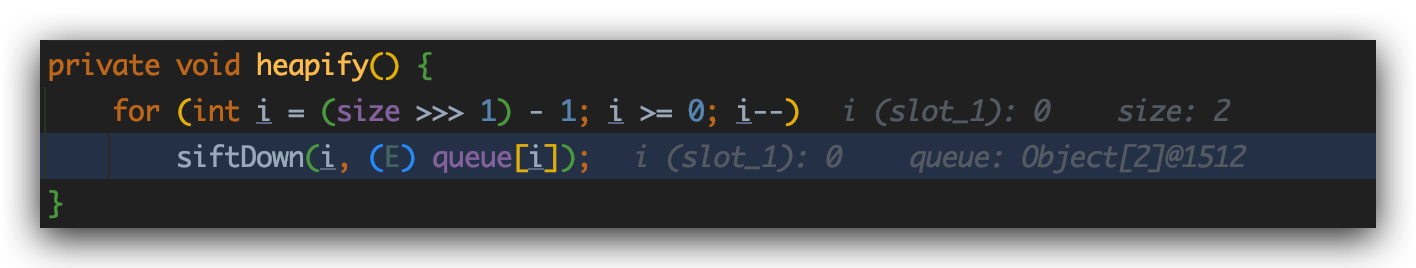 private void heapify() {
for (int i = (size >>> 1) - 1; i >= 0; i--) i (slot_1): 0 size: 2
siftDown(i, (E) queue[i]); i (slot_1): 0 queue: Object[2]@1512
}